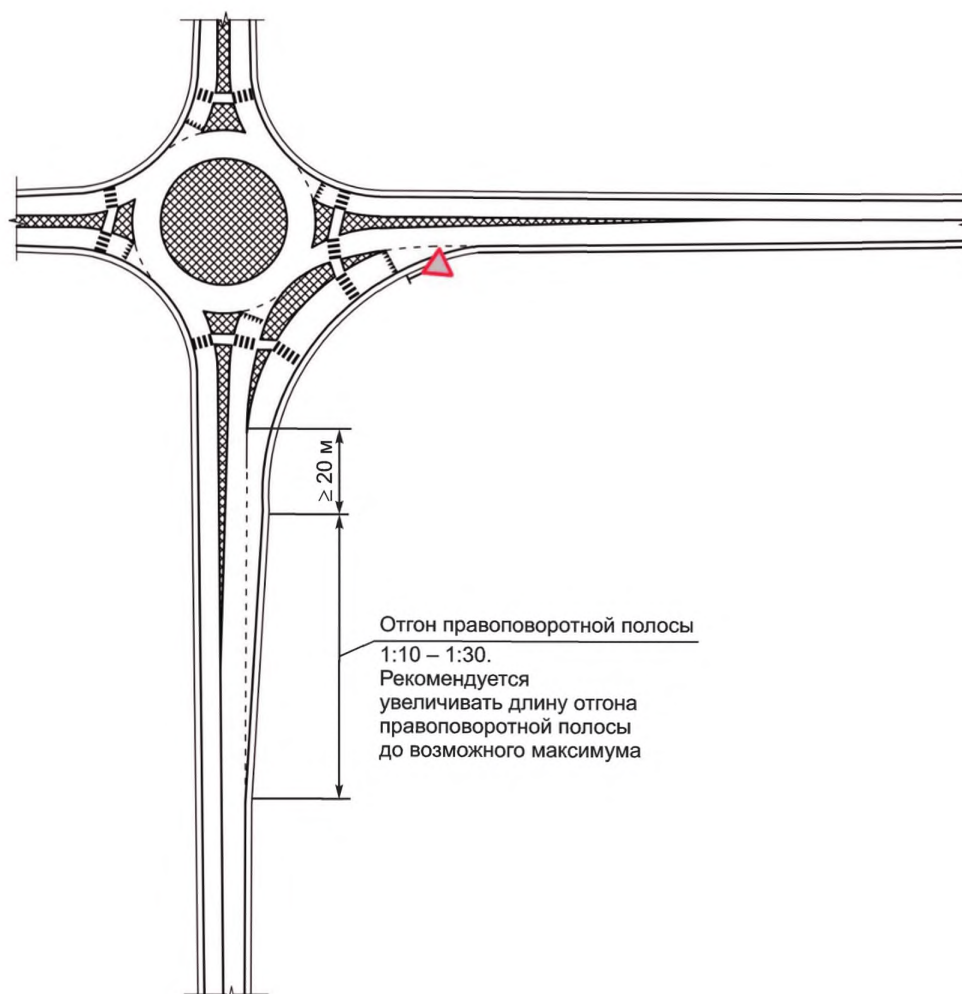 ≥ 20 м
Отгон правоповоротной полосы
1:10 – 1:30.
Рекомендуется
увеличивать длину отгона
правоповоротной полосы
до возможного максимума